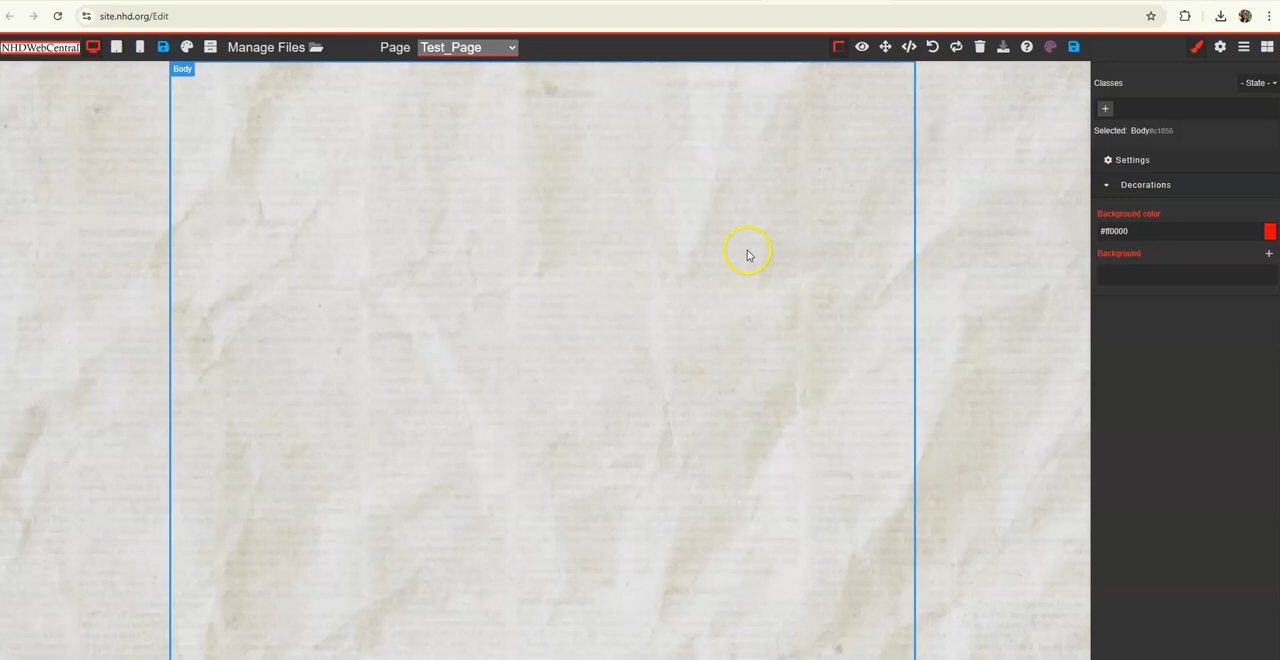 site.nhd.org/Edit
NHDWebCentral
Manage Files
Page
Test_Page
Body
Classes
- State -
+
Selected: Body#c1856
Settings
Decorations
Background color
#ff0000
Background
+